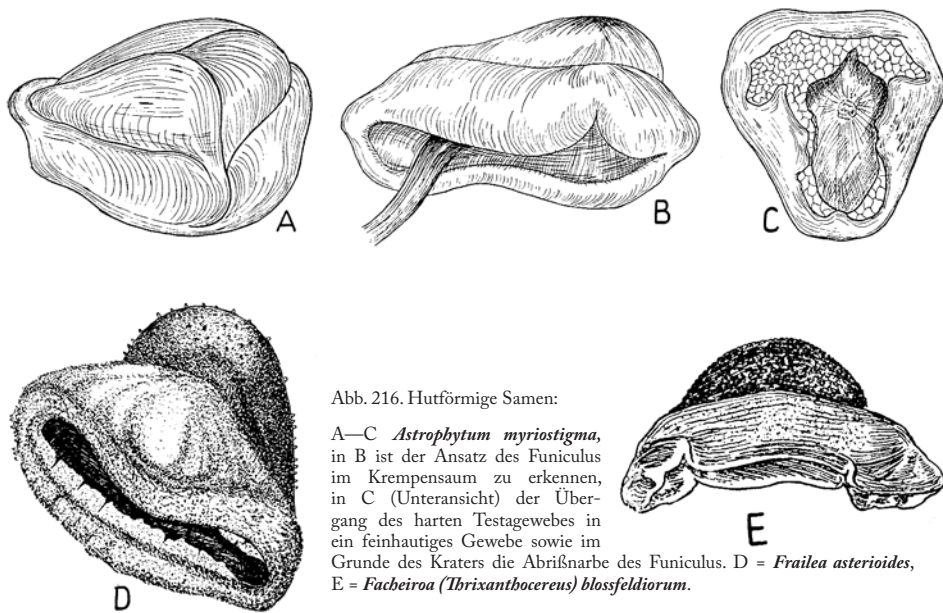 A
B
C
D
E
Abb. 216. Hutförmige Samen:
A—C Astrophytum myriostigma,
in B ist der Ansatz des Funiculus
im Krempensaum zu erkennen,
in C (Unteransicht) der Über-
gang des harten Testagewebes in
ein feinhautiges Gewebe sowie im
Grunde des Kraters die Abrißnarbe des Funiculus. D = Frailea asterioides,
E = Facheiroa (Thrixanthocereus) blossfeldiorum.